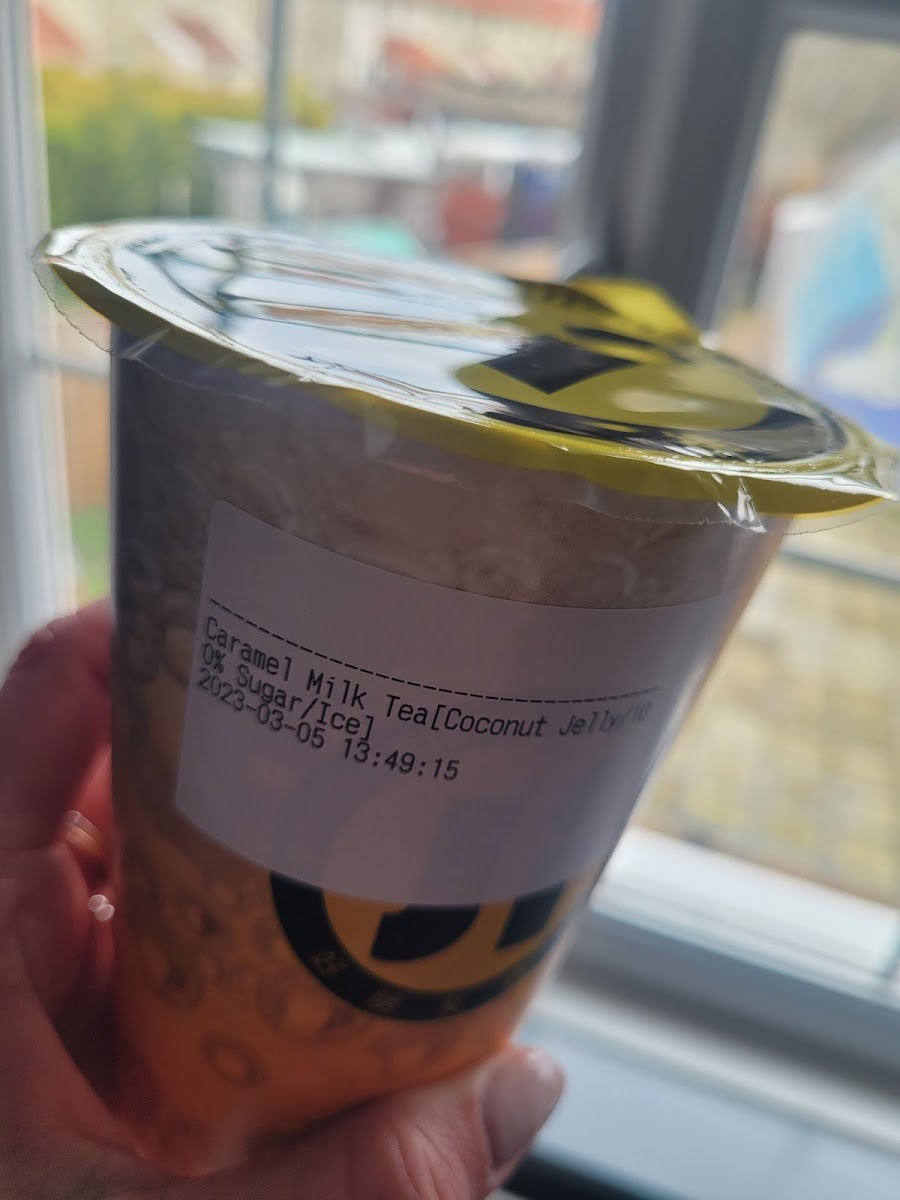 --------------------------------
Caramel Milk Tea[Coconut Jelly/10
0% Sugar/Ice]
2023-03-05 13:49:15